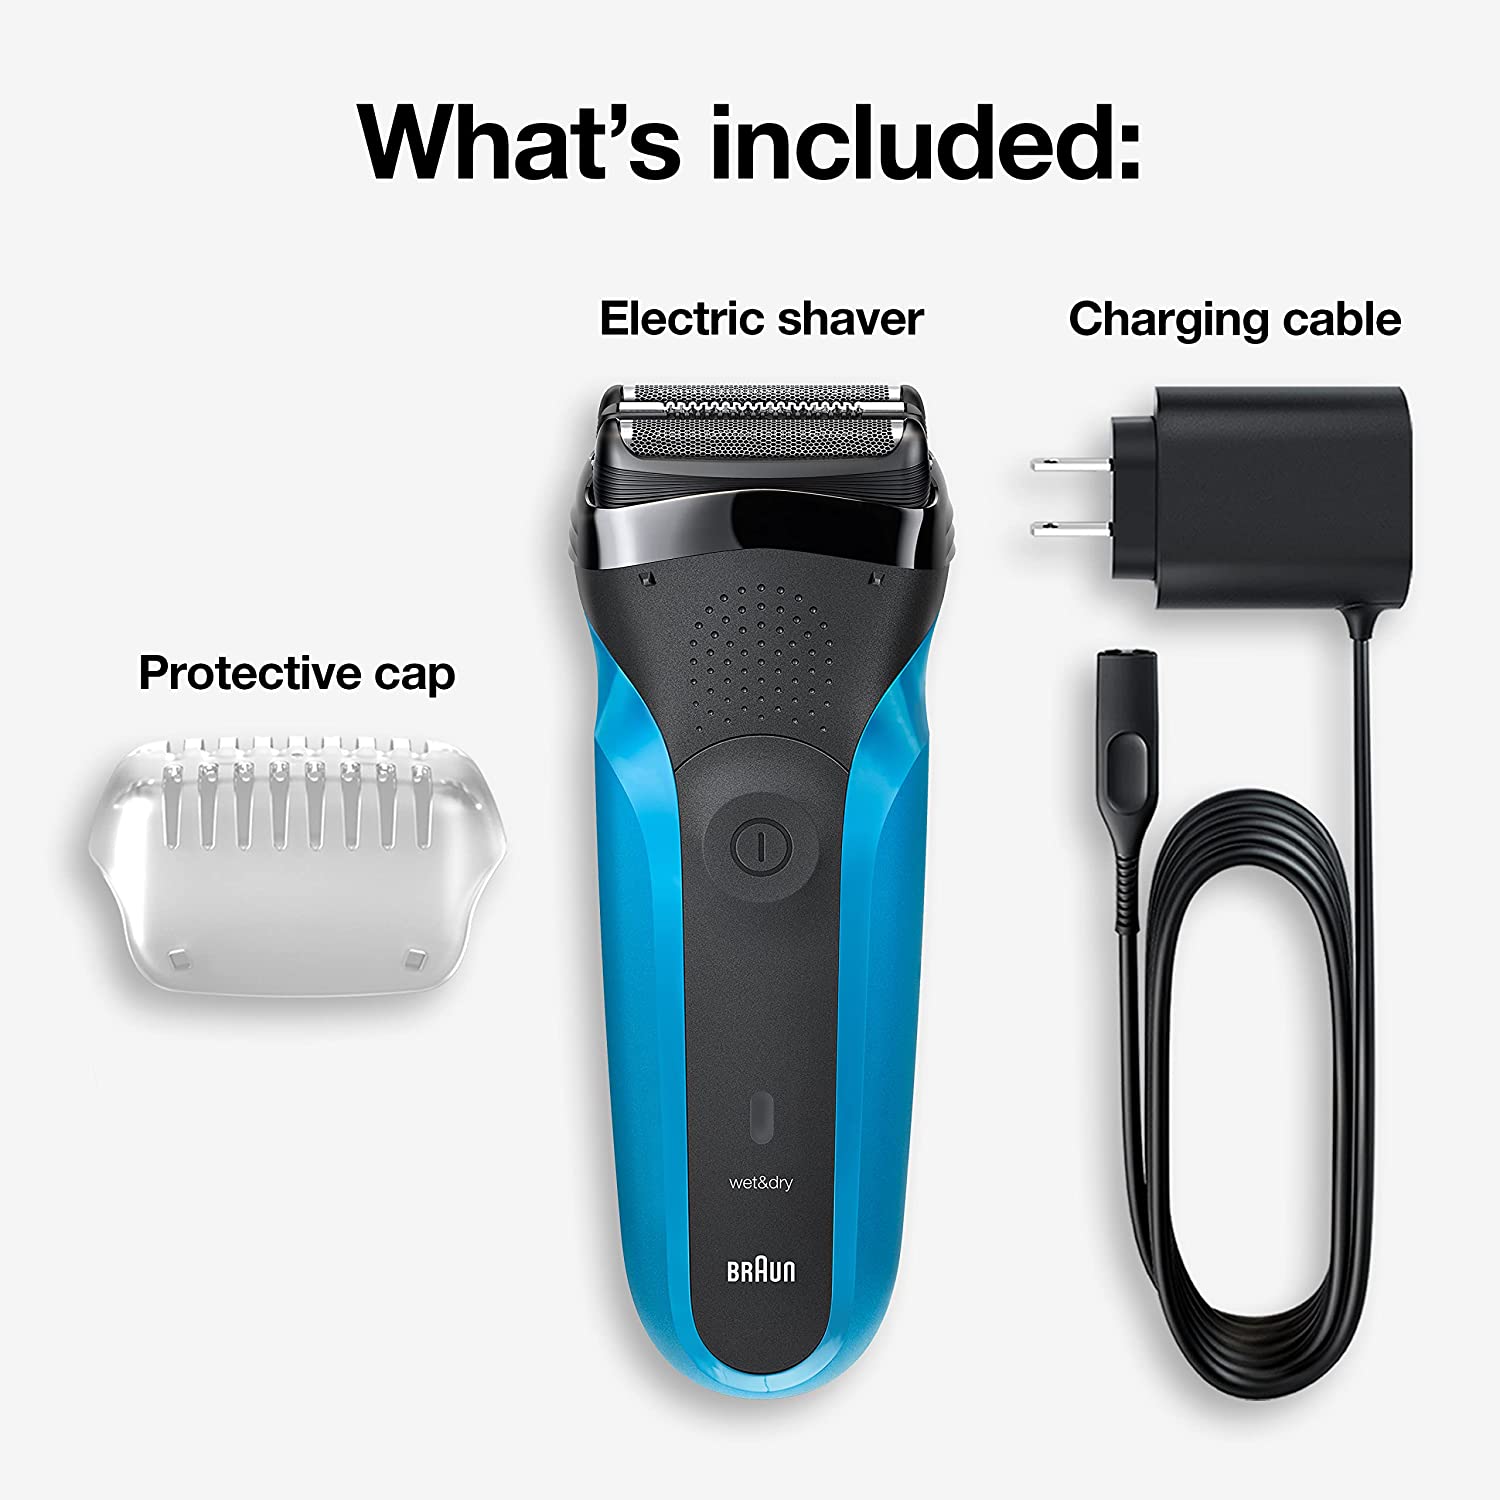 What’s included:
Electric shaver
Charging cable
Protective cap
wet&dry
BRAUN